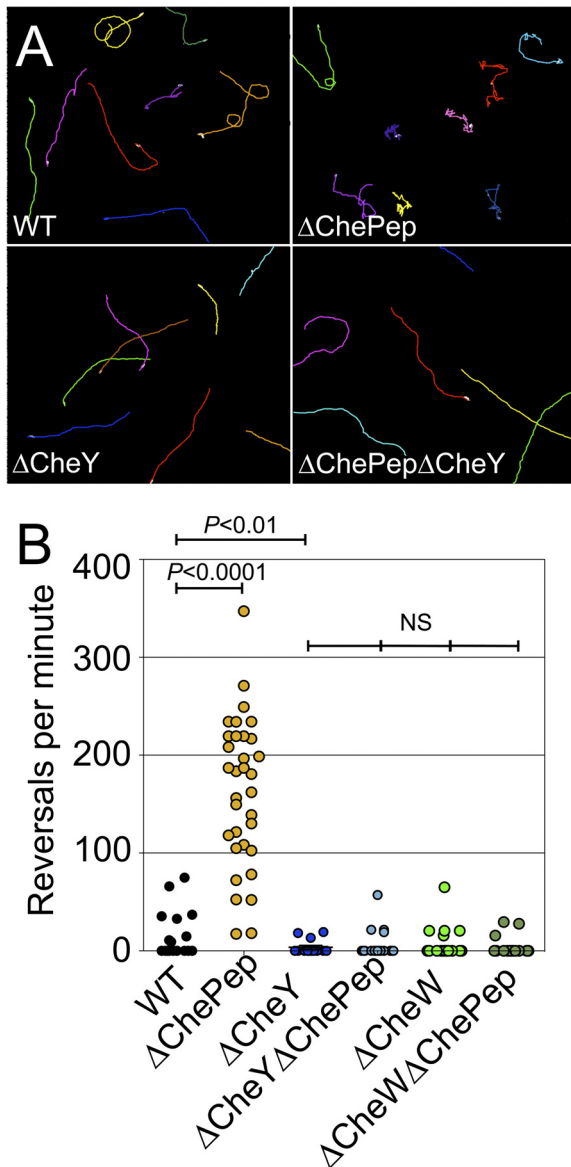 A
WT
ΔChePep
ΔCheY
ΔChePepΔCheY
B
P<0.01
P<0.0001
NS
Reversals per minute
400
300
200
100
0
WT
ΔChePep
ΔCheY
ΔCheYΔChePep
ΔCheW
ΔCheWΔChePep